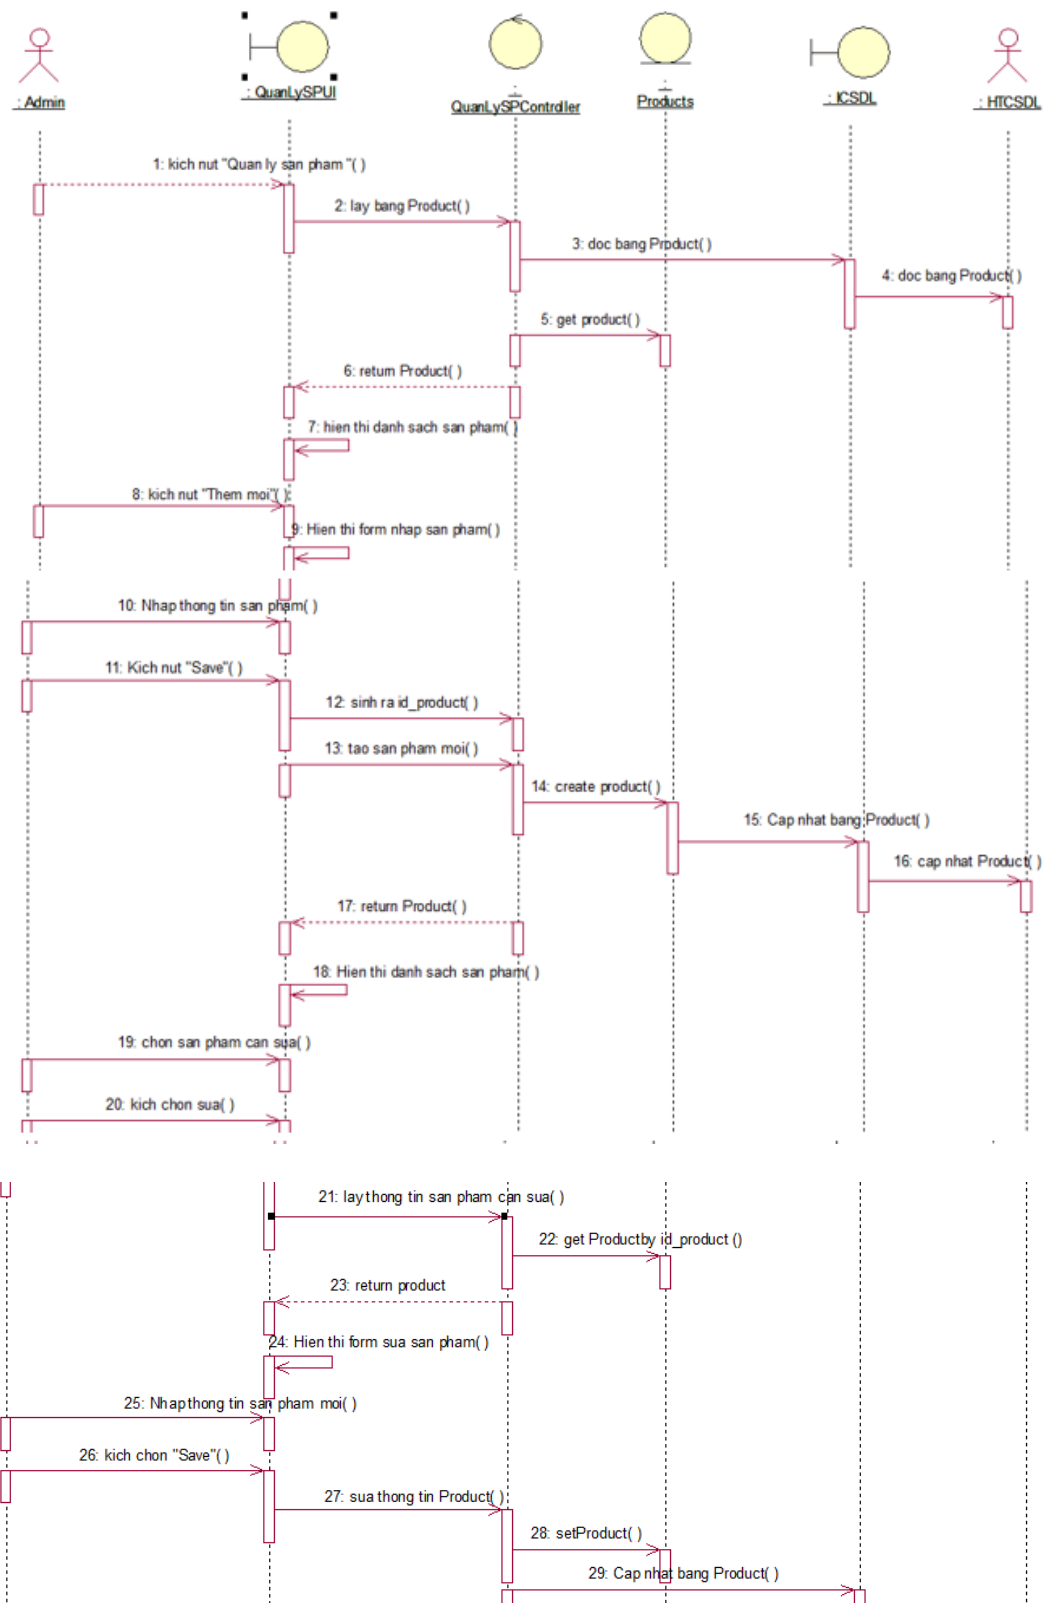 : Admin
: QuanLySPUI
:
QuanLySPController
:
Products
: ICSDL
: HTCSDL
1: kich nut "Quan ly san pham "( )
2: lay bang Product( )
3: doc bang Product( )
4: doc bang Product( )
5: get product( )
6: return Product( )
7: hien thi danh sach san pham( )
8: kich nut "Them moi"( )
9: Hien thi form nhap san pham( )
10: Nhap thong tin san pham( )
11: Kich nut "Save"( )
12: sinh ra id_product( )
13: tao san pham moi( )
14: create product( )
15: Cap nhat bang Product( )
16: cap nhat Product( )
17: return Product( )
18: Hien thi danh sach san pham( )
19: chon san pham can sua( )
20: kich chon sua( )
21: lay thong tin san pham can sua( )
22: get Productby id_product ()
23: return product
24: Hien thi form sua san pham( )
25: Nhap thong tin san pham moi( )
26: kich chon "Save"( )
27: sua thong tin Product( )
28: setProduct( )
29: Cap nhat bang Product( )